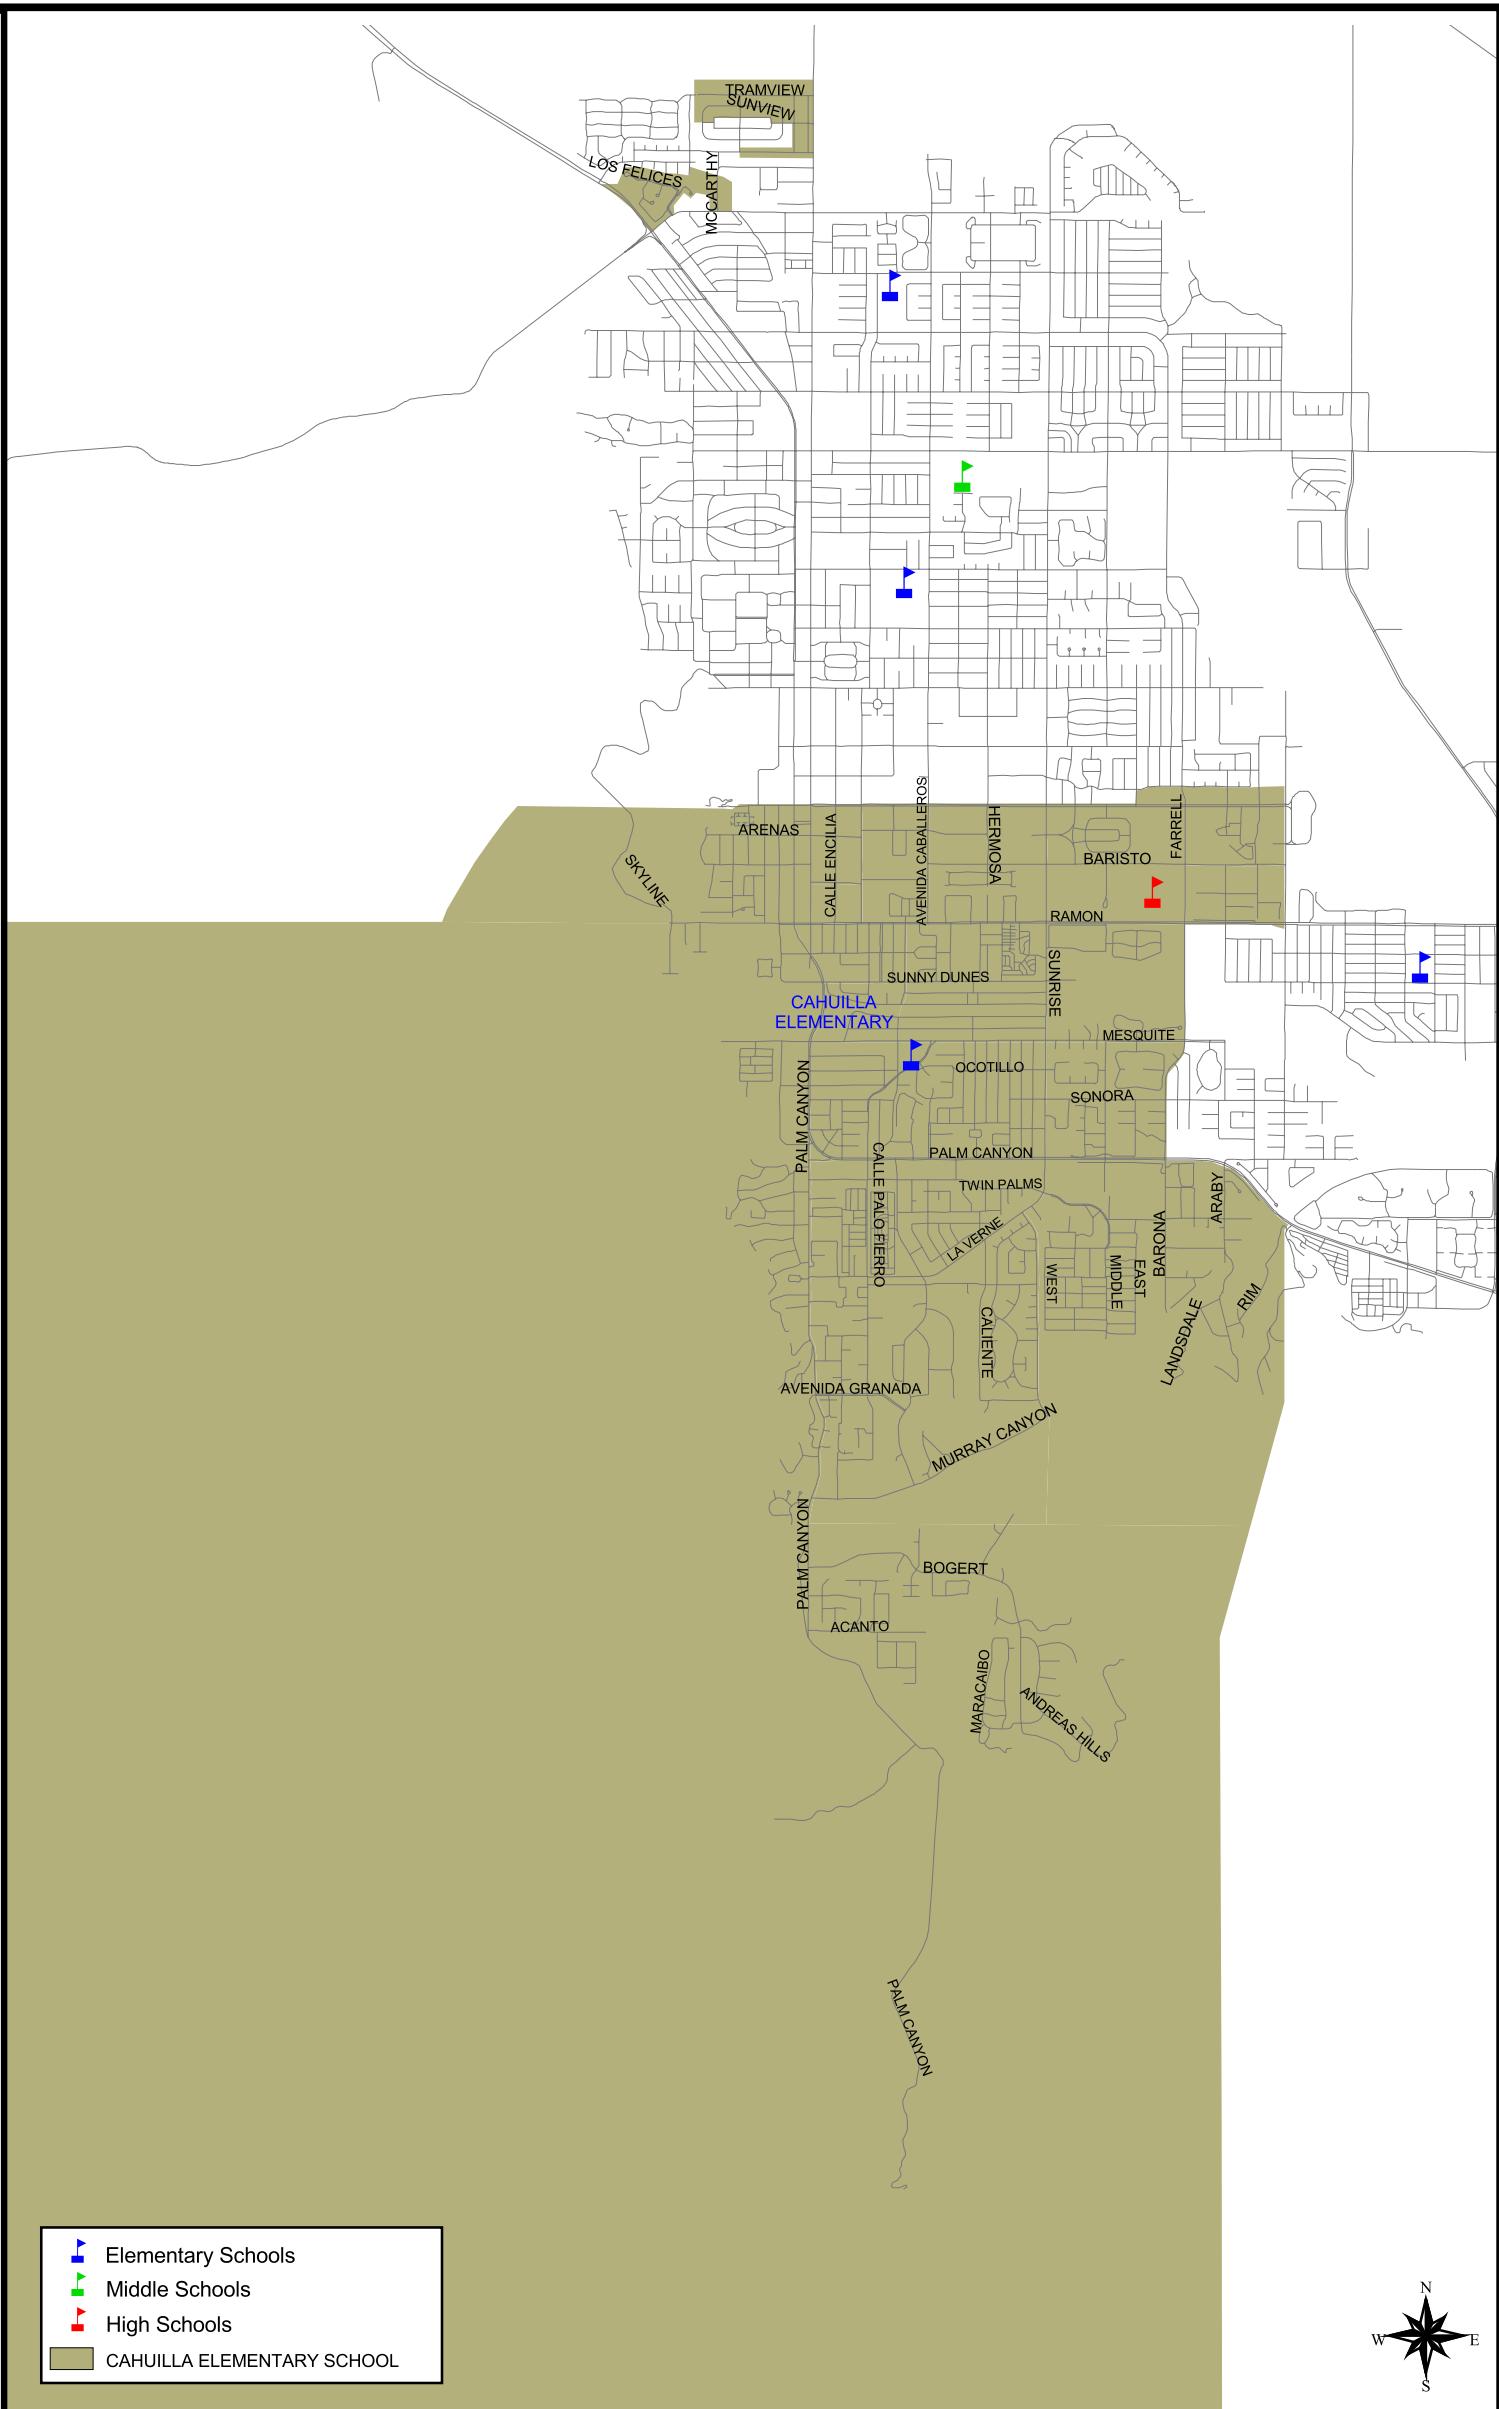 TRAMVIEW
SUNVIEW
LOS FELICES
MCCARTHY
ARENAS
CALLE ENCILIA
AVENIDA CABALLEROS
HERMOSA
FARRELL
BARISTO
SKYLINE
RAMON
SUNNY DUNES
SUNRISE
CAHUILLA
ELEMENTARY
MESQUITE
OCOTILLO
PALM CANYON
SONORA
CALLE PALO FIERRO
PALM CANYON
TWIN PALMS
ARABY
LA VERNE
BARONA
WEST
MIDDLE
EAST
RIM
LANDSDALE
CALIENTE
AVENIDA GRANADA
MURRAY CANYON
PALM CANYON
BOGERT
ACANTO
MARACAIBO
ANDREAS HILLS
PALM CANYON
Elementary Schools
Middle Schools
High Schools
CAHUILLA ELEMENTARY SCHOOL
N
W
E
S